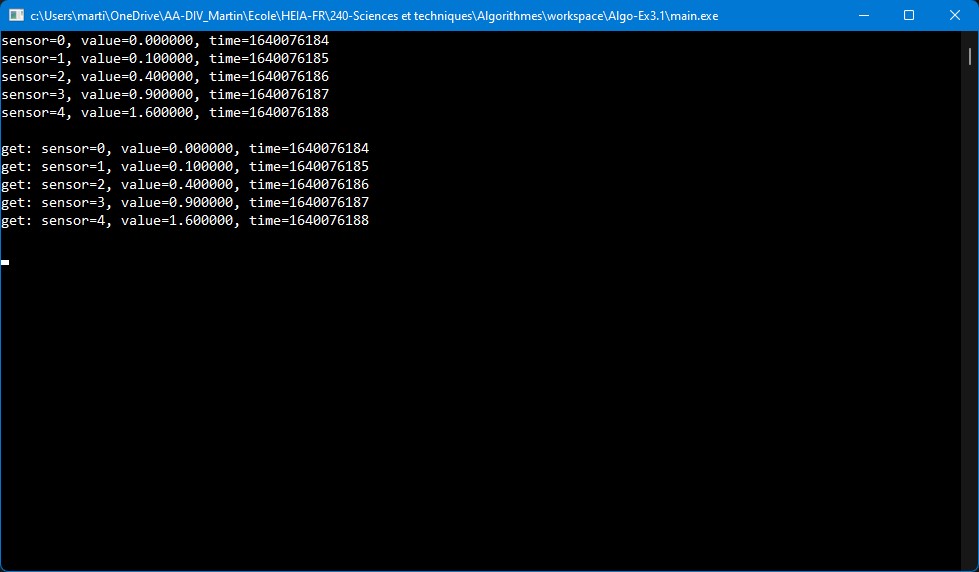 c:\Users\marti\OneDrive\AA-DIV_Martin\Ecole\HEIA-FR\240-Sciences et techniques\Algorithmes\workspace\Algo-Ex3.1\main.exe
sensor=0, value=0.000000, time=1640076184
sensor=1, value=0.100000, time=1640076185
sensor=2, value=0.400000, time=1640076186
sensor=3, value=0.900000, time=1640076187
sensor=4, value=1.600000, time=1640076188
get: sensor=0, value=0.000000, time=1640076184
get: sensor=1, value=0.100000, time=1640076185
get: sensor=2, value=0.400000, time=1640076186
get: sensor=3, value=0.900000, time=1640076187
get: sensor=4, value=1.600000, time=1640076188